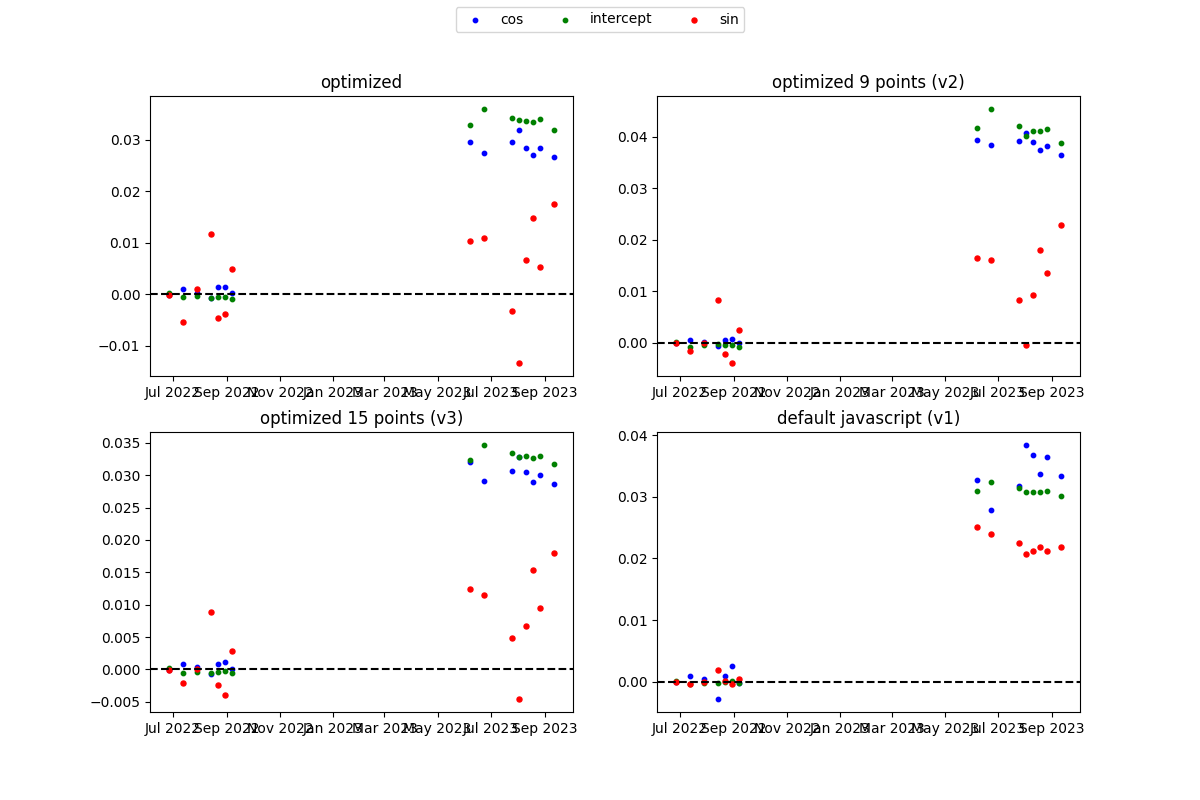 cos intercept sin
optimized
0.03
0.02
0.01
0.00
−0.01
Jul 2022 Sep 2022 Nov 2022 Jan 2023 Mar 2023 May 2023 Jul 2023 Sep 2023
optimized 9 points (v2)
0.04
0.03
0.02
0.01
0.00
Jul 2022 Sep 2022 Nov 2022 Jan 2023 Mar 2023 May 2023 Jul 2023 Sep 2023
optimized 15 points (v3)
0.035
0.030
0.025
0.020
0.015
0.010
0.005
0.000
−0.005
Jul 2022 Sep 2022 Nov 2022 Jan 2023 Mar 2023 May 2023 Jul 2023 Sep 2023
default javascript (v1)
0.04
0.03
0.02
0.01
0.00
Jul 2022 Sep 2022 Nov 2022 Jan 2023 Mar 2023 May 2023 Jul 2023 Sep 2023